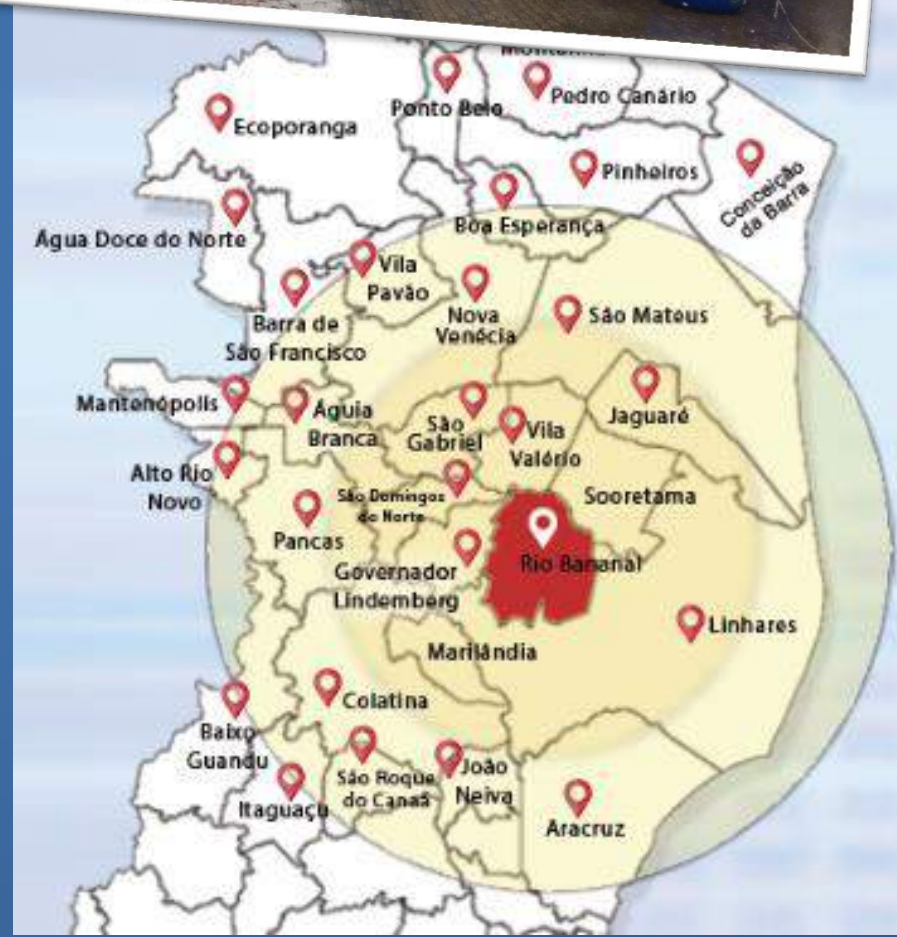 Ponto Belo
Pedro Canário
Ecoporanga
Pinheiros
Conceição
da Barra
Boa Esperança
Água Doce do Norte
Vila
Pavão
Nova
Venécia
São Mateus
Barra de
São Francisco
Mantenópolis
Águia
Branca
São
Gabriel
Vila
Valério
Jaguaré
Alto Rio
Novo
São Domingos
do Norte
Sooretama
Pancas
Rio Bananal
Governador
Lindemberg
Linhares
Marilândia
Colatina
Baixo
Guandu
São Roque
do Canaã
João
Neiva
Itaguaçu
Aracruz